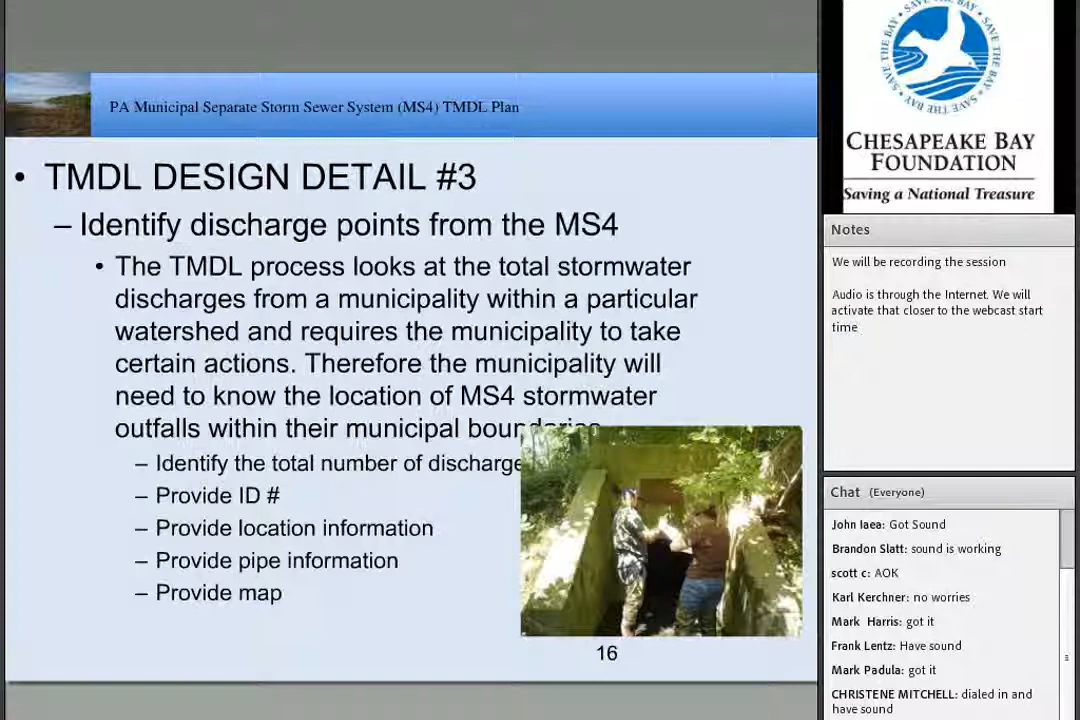 PA Municipal Separate Storm Sewer System (MS4) TMDL Plan
• TMDL DESIGN DETAIL #3
– Identify discharge points from the MS4
• The TMDL process looks at the total stormwater
discharges from a municipality within a particular
watershed and requires the municipality to take
certain actions. Therefore the municipality will
need to know the location of MS4 stormwater
outfalls within their municipal boundaries
– Identify the total number of discharge
– Provide ID #
– Provide location information
– Provide pipe information
– Provide map
16
SAVE THE BAY SAVE THE BAY SAVE THE BAY
CHESAPEAKE BAY
FOUNDATION
Saving a National Treasure
Notes
We will be recording the session
Audio is through the Internet. We will
activate that closer to the webcast start
time
Chat (Everyone)
John Iaea: Got Sound
Brandon Slatt: sound is working
scott c: AOK
Karl Kerchner: no worries
Mark Harris: got it
Frank Lentz: Have sound
Mark Padula: got it
CHRISTENE MITCHELL: dialed in and
have sound